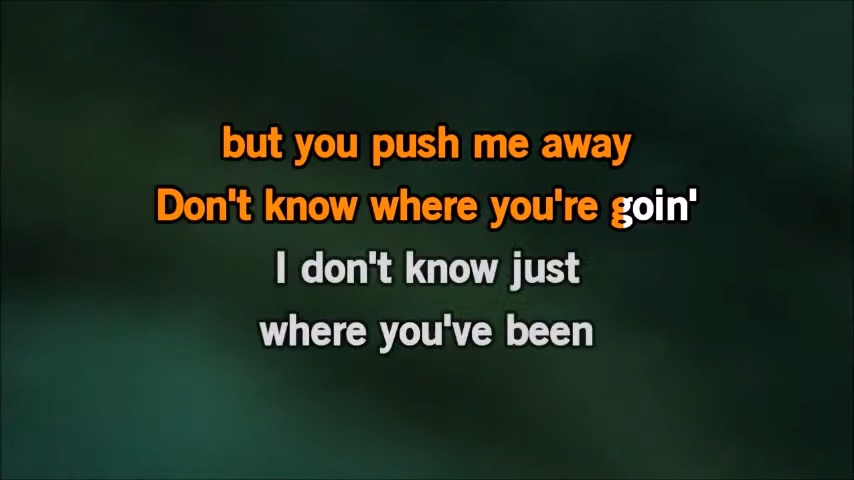 but you push me away
Don't know where you're goin'
I don't know just
where you've been